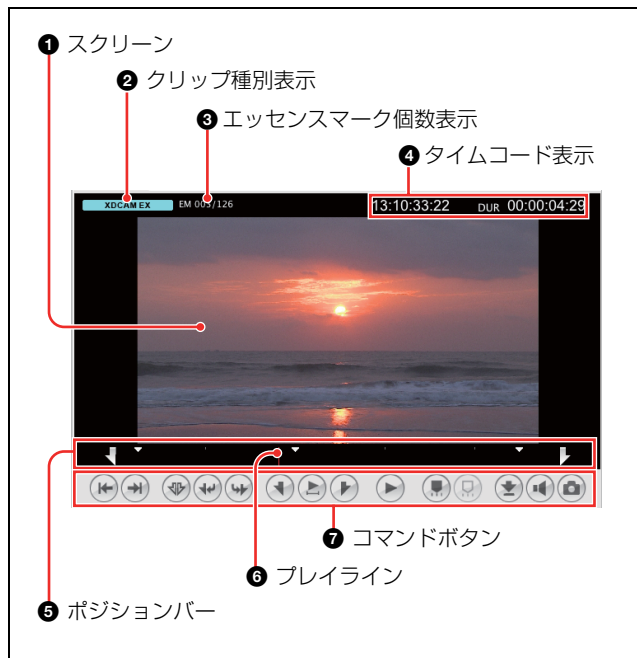 ❶ スクリーン
❷ クリップ種別表示
❸ エッセンスマーク個数表示
❹ タイムコード表示
XDCAM EX EM 003/126 13:10:33:22 DUR 00:00:04:29
❼ コマンドボタン
❻ プレイライン
❺ ポジションバー